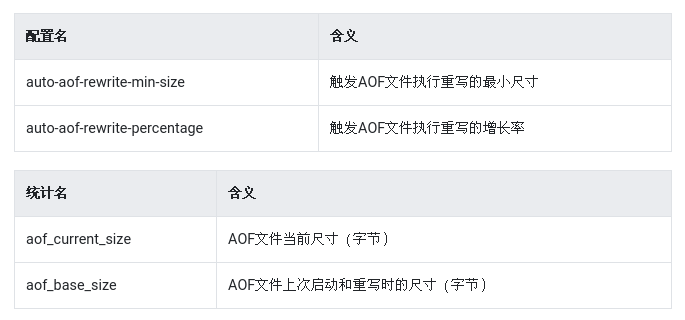 配置名 含义
auto-aof-rewrite-min-size 触发AOF文件执行重写的最小尺寸
auto-aof-rewrite-percentage 触发AOF文件执行重写的增长率
统计名 含义
aof_current_size AOF文件当前尺寸（字节）
aof_base_size AOF文件上次启动和重写时的尺寸（字节）